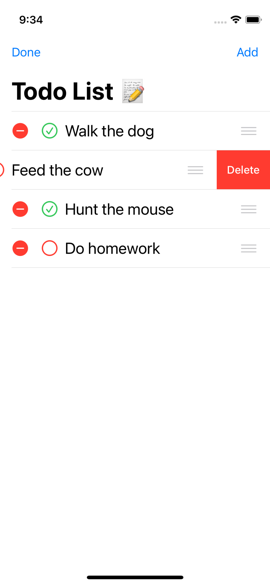 9:34
Done Add
Todo List 📝
Walk the dog
Feed the cow Delete
Hunt the mouse
Do homework